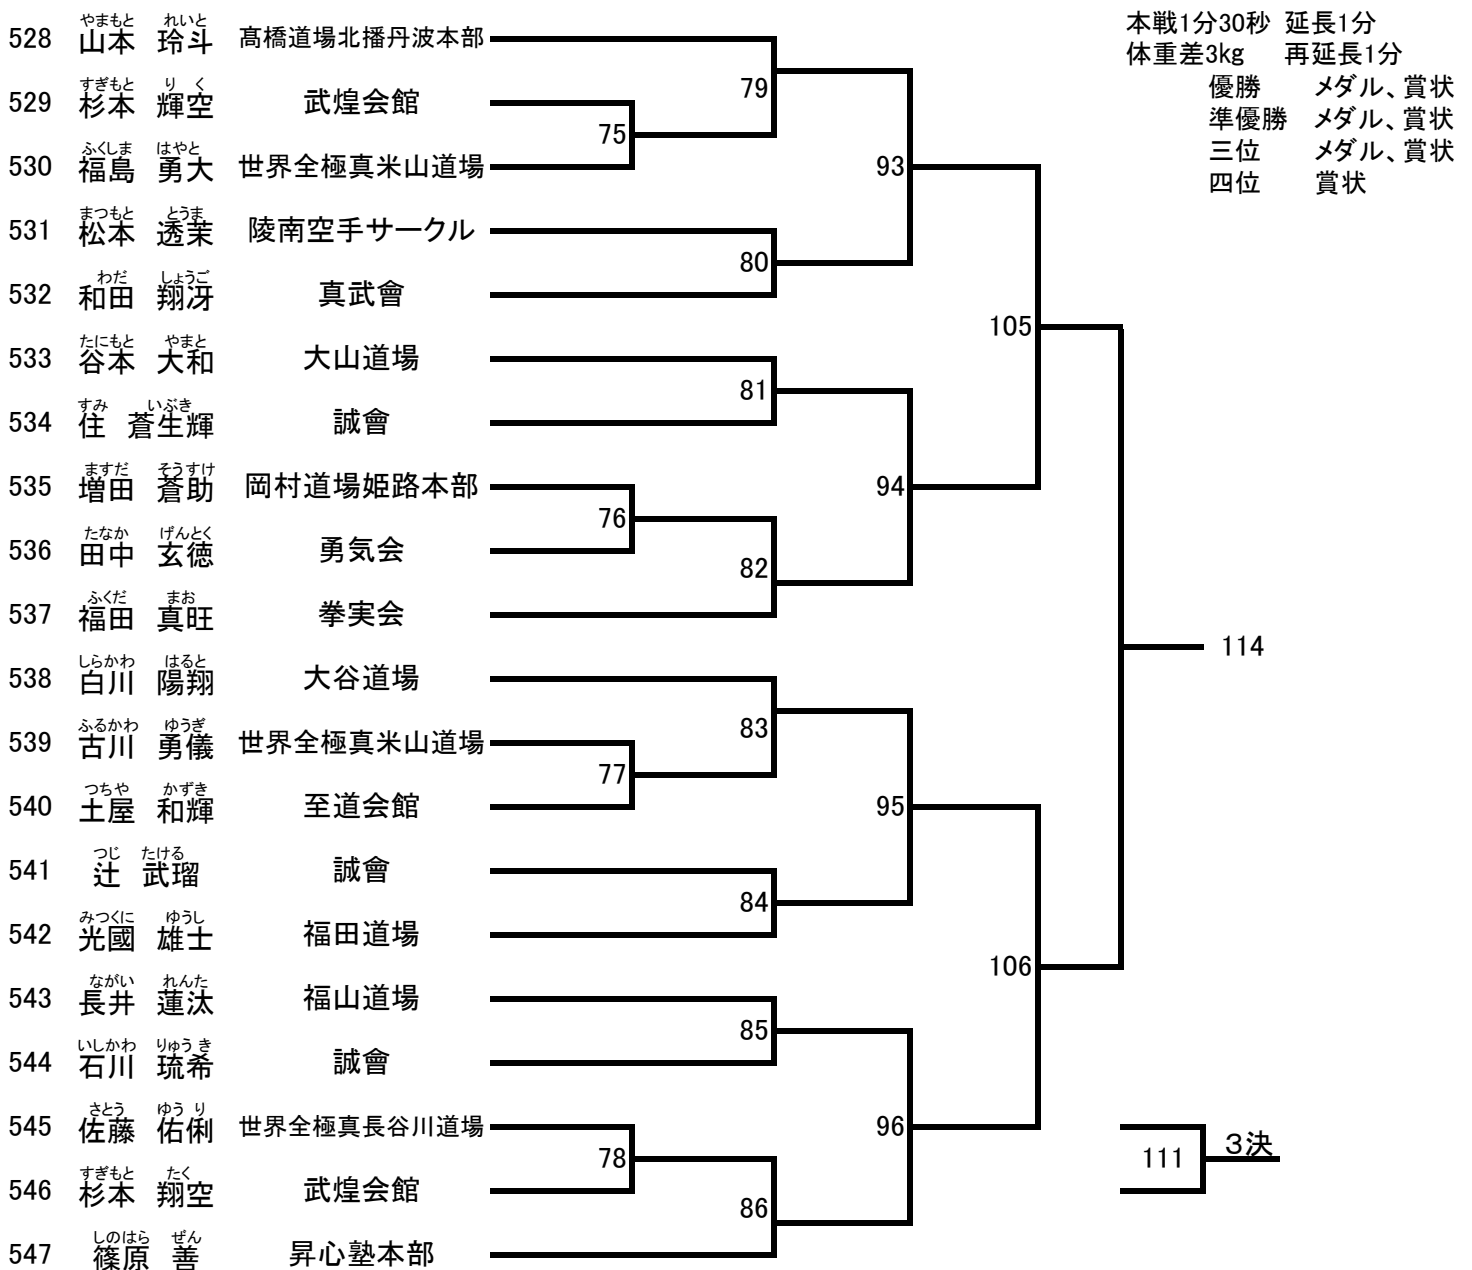 本戦1分30秒 延長1分
体重差3kg 再延長1分
優勝 メダル、賞状
準優勝 メダル、賞状
三位 メダル、賞状
四位 賞状
やまもと れいと
528 山本 玲斗 髙橋道場北播丹波本部
79
すぎもと り く
529 杉本 輝空 武煌会館
75
ふくしま はやと
530 福島 勇大 世界全極真米山道場
93
まつもと とうま
531 松本 透茉 陵南空手サークル
80
わだ しょうご
532 和田 翔冴 真武會
105
たにもと やまと
533 谷本 大和 大山道場
81
すみ いぶき
534 住 蒼生輝 誠會
ますだ そうすけ
535 増田 蒼助 岡村道場姫路本部
94
76
たなか げんとく
536 田中 玄徳 勇気会
82
ふくだ まお
537 福田 真旺 拳実会
114
しらかわ はると
538 白川 陽翔 大谷道場
83
ふるかわ ゆうぎ
539 古川 勇儀 世界全極真米山道場
77
つちや かずき
540 土屋 和輝 至道会館
95
つじ たける
541 辻 武瑠 誠會
84
みつくに ゆうし
542 光國 雄士 福田道場
106
ながい れんた
543 長井 蓮汰 福山道場
85
いしかわ りゅう き
544 石川 琉希 誠會
さとう ゆう り
545 佐藤 佑俐 世界全極真長谷川道場
96
78
111 3決
すぎもと たく
546 杉本 翔空 武煌会館
86
しのはら ぜん
547 篠原 善 昇心塾本部